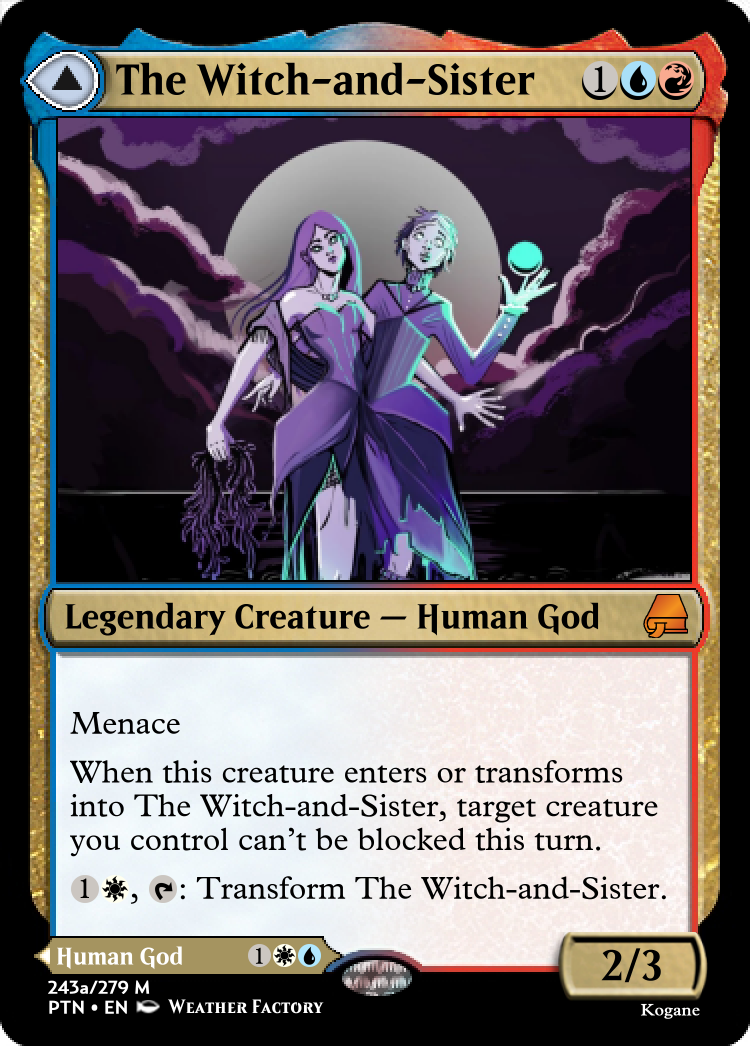 The Witch-and-Sister 1
Legendary Creature — Human God
Menace
When this creature enters or transforms
into The Witch-and-Sister, target creature
you control can't be blocked this turn.
1 , : Transform The Witch-and-Sister.
Human God 1
2/3
243a/279 M
PTN • EN WEATHER FACTORY
Kogane